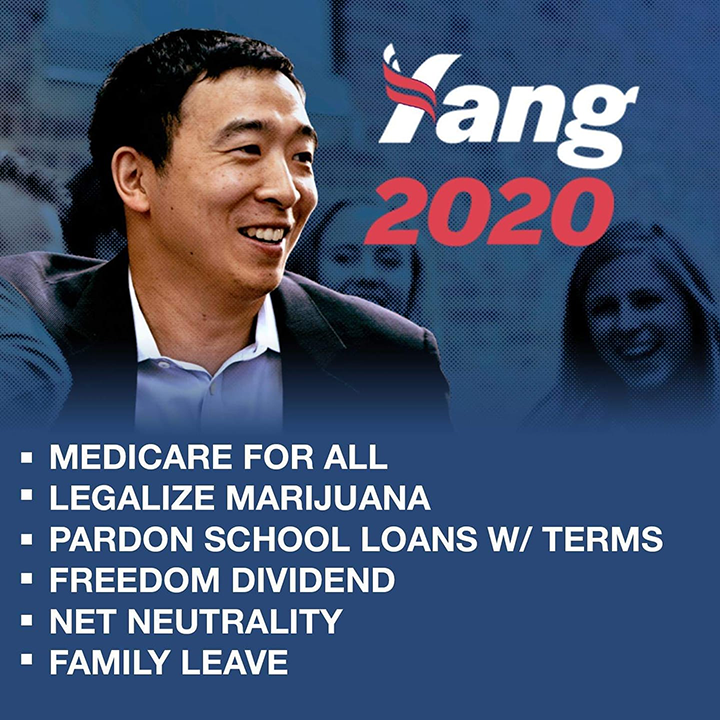 Yang
2020
▪ MEDICARE FOR ALL
▪ LEGALIZE MARIJUANA
▪ PARDON SCHOOL LOANS W/ TERMS
▪ FREEDOM DIVIDEND
▪ NET NEUTRALITY
▪ FAMILY LEAVE